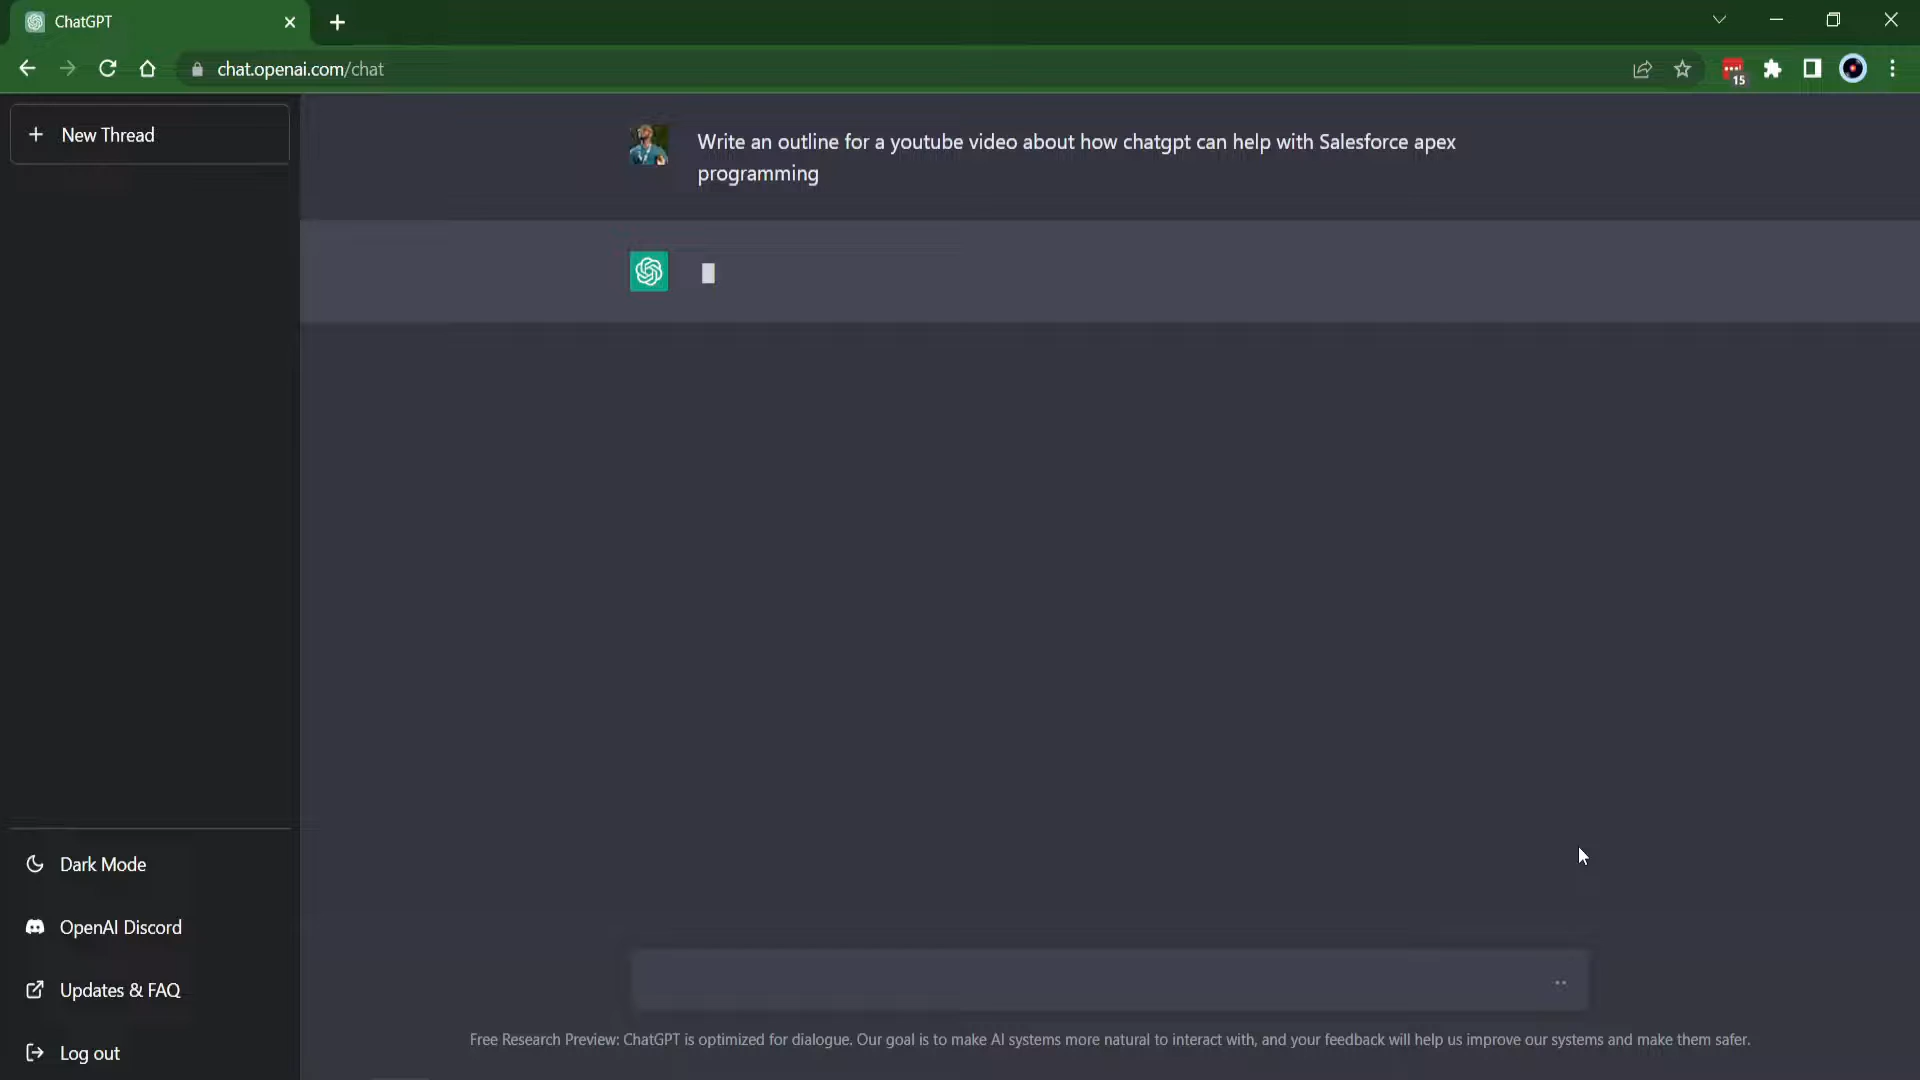 ChatGPT
chat.openai.com/chat
15
New Thread
Write an outline for a youtube video about how chatgpt can help with Salesforce apex
programming
Dark Mode
OpenAI Discord
Updates & FAQ
Log out
Free Research Preview: ChatGPT is optimized for dialogue. Our goal is to make AI systems more natural to interact with, and your feedback will help us improve our systems and make them safer.